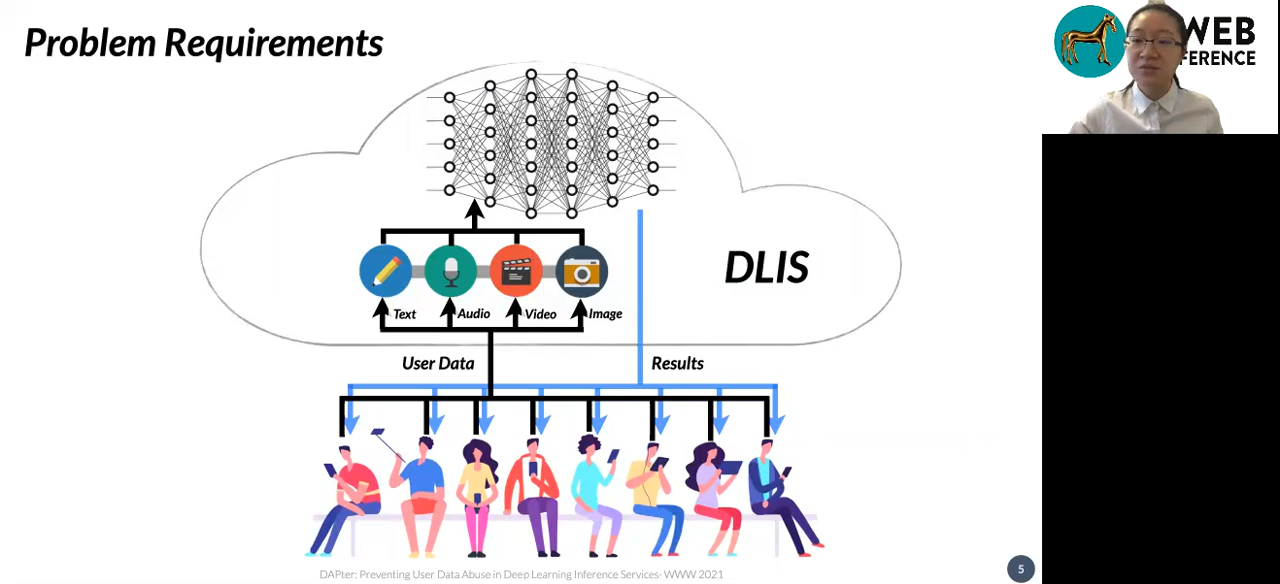 Problem Requirements
WEB
FERENCE
DLIS
Text
Audio
Video
Image
User Data
Results
DAPter: Preventing User Data Abuse in Deep Learning Inference Services- WWW 2021
5